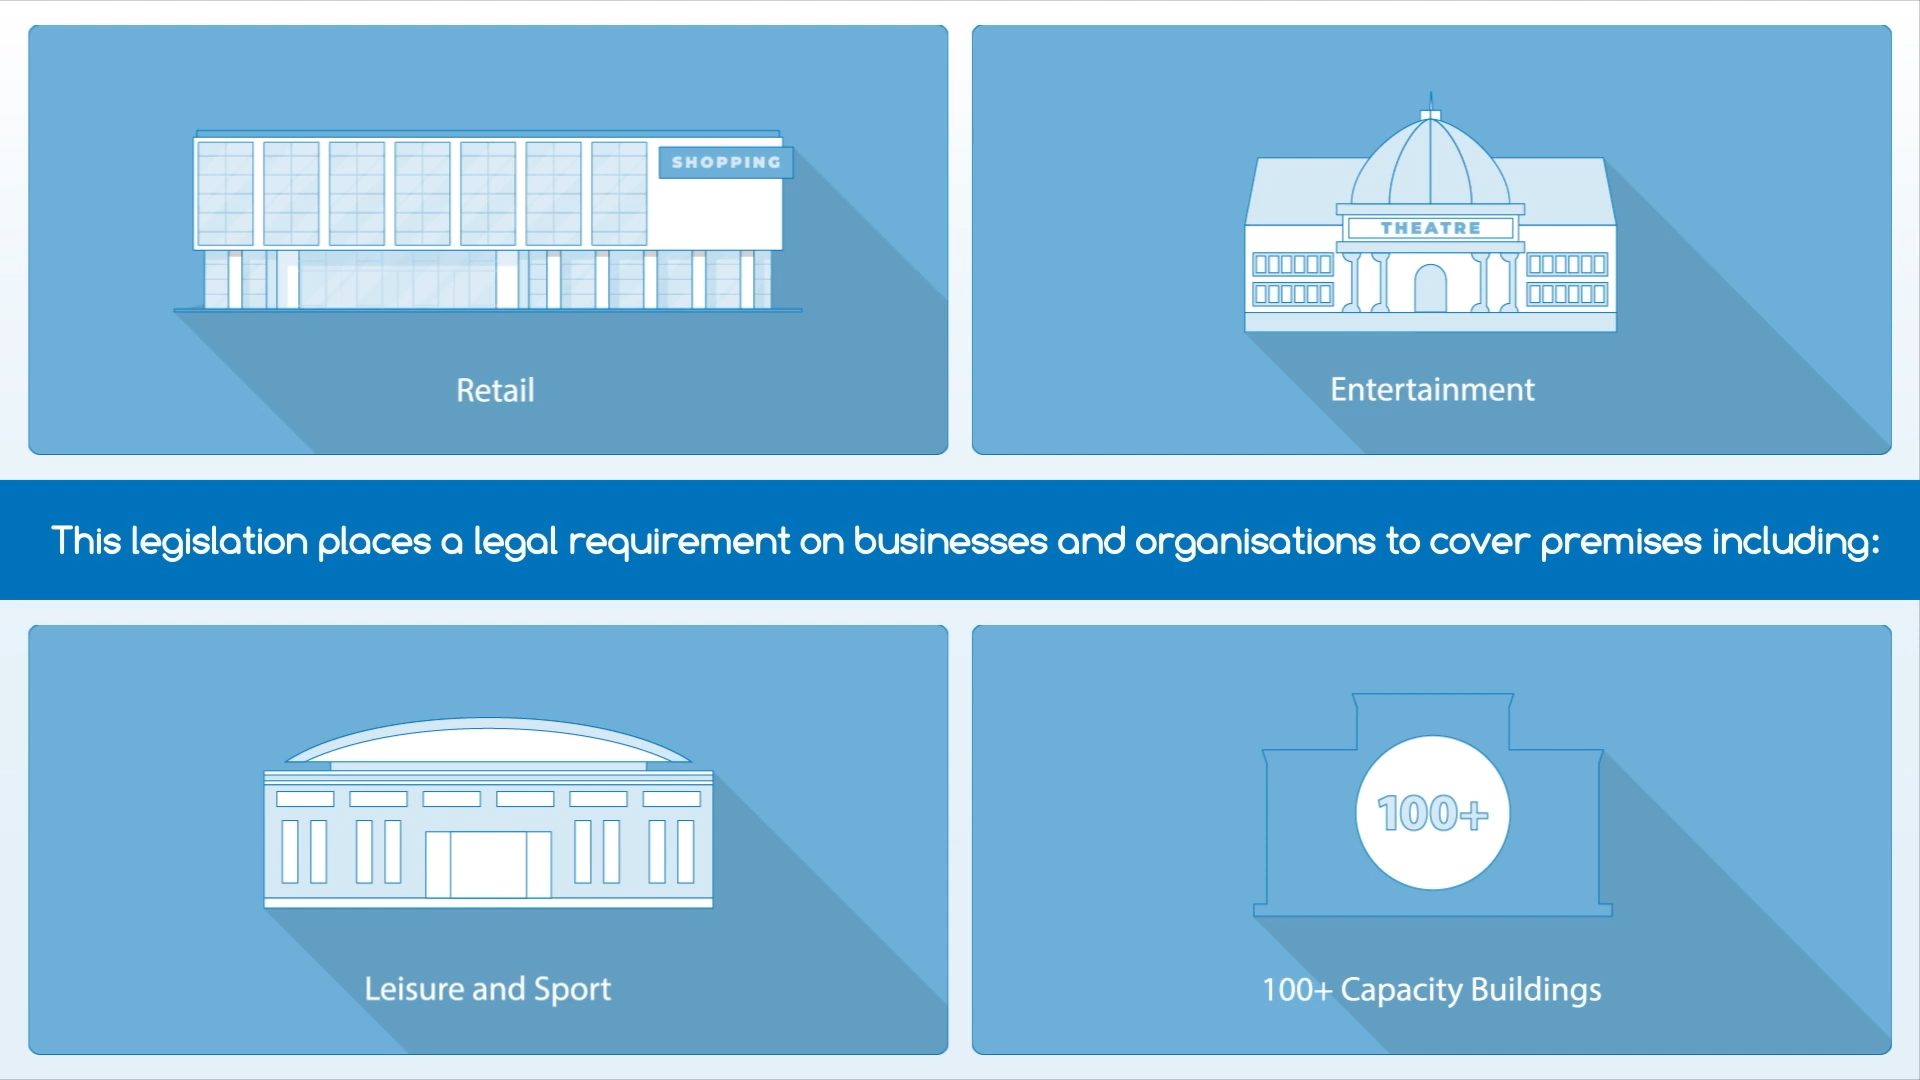 SHOPPING
Retail
THEATRE
Entertainment
This legislation places a legal requirement on businesses and organisations to cover premises including:
Leisure and Sport
100+
100+ Capacity Buildings